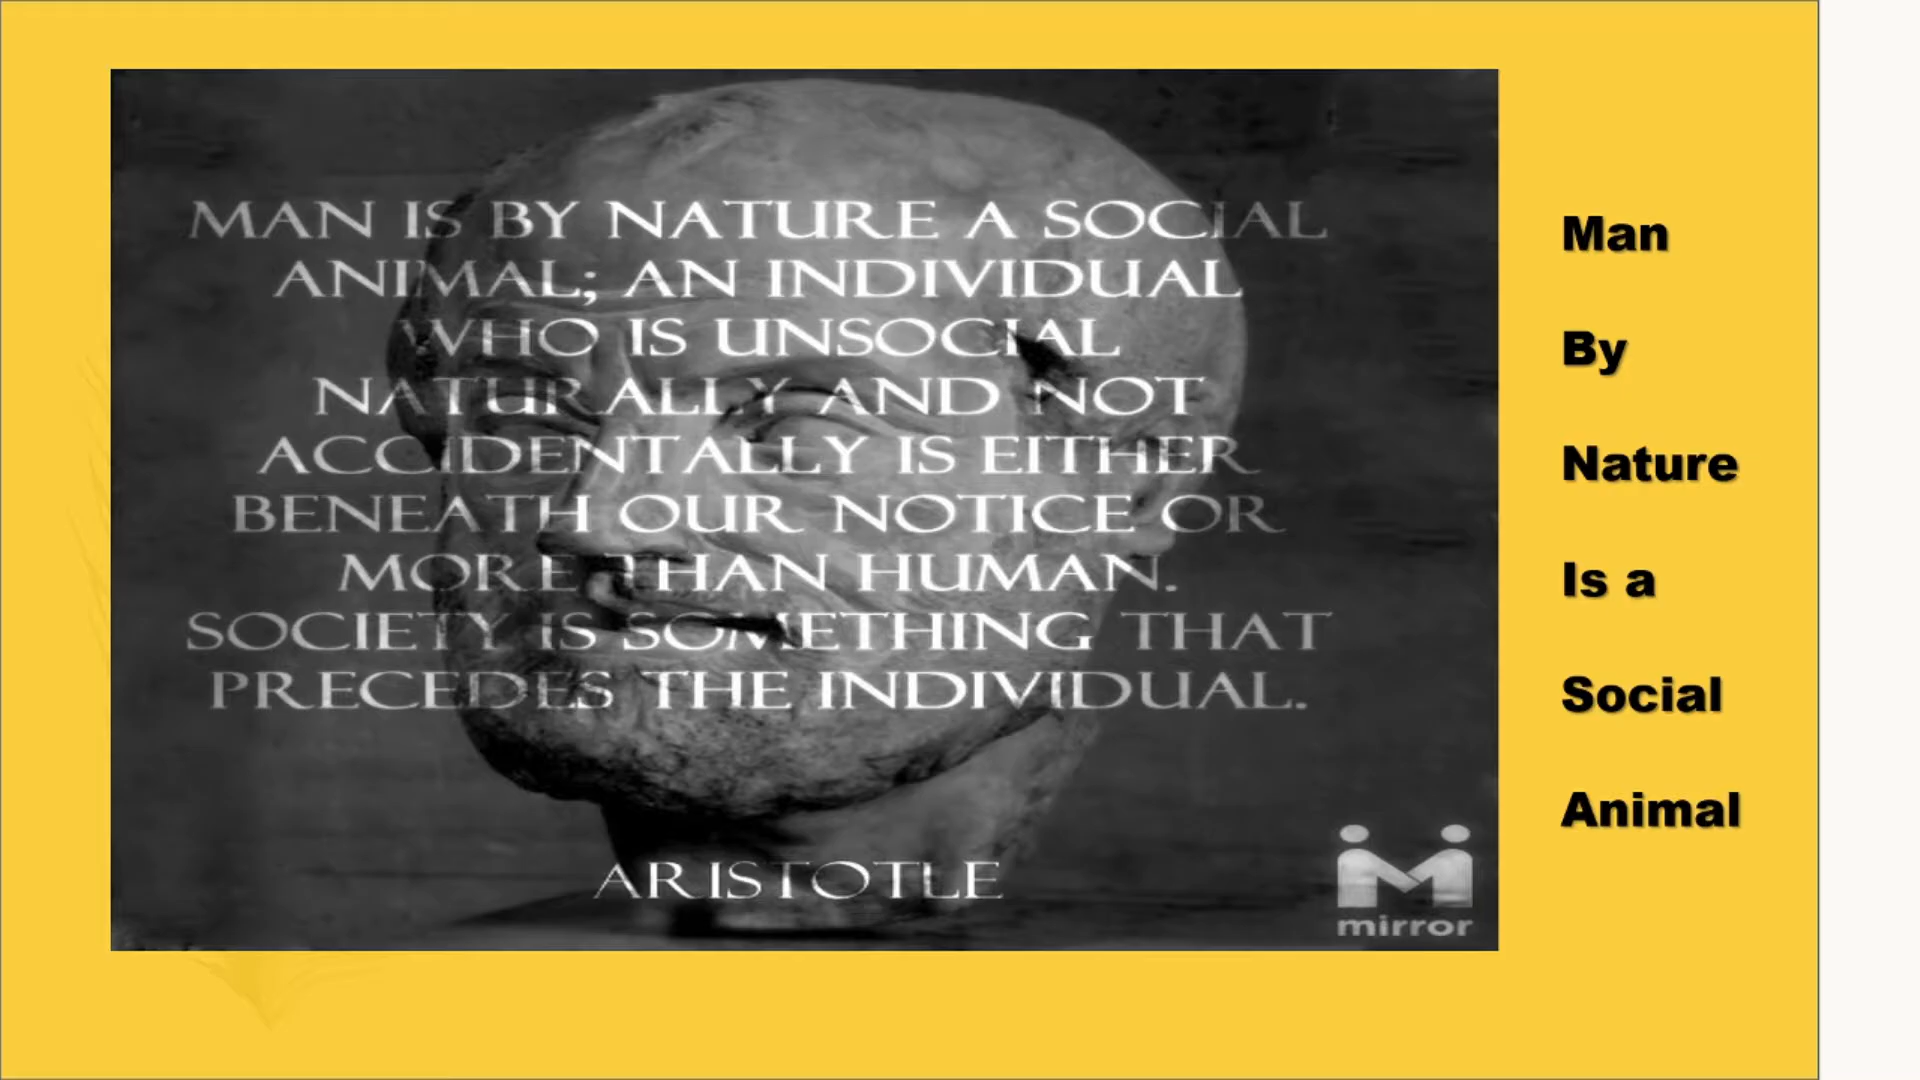 MAN IS BY NATURE A SOCIAL
ANIMAL; AN INDIVIDUAL
WHO IS UNSOCIAL
NATURALLY AND NOT
ACCIDENTALLY IS EITHER
BENEATH OUR NOTICE OR
MORE THAN HUMAN.
SOCIETY IS SOMETHING THAT
PRECEDES THE INDIVIDUAL.
ARISTOTLE
mirror
Man
By
Nature
Is a
Social
Animal